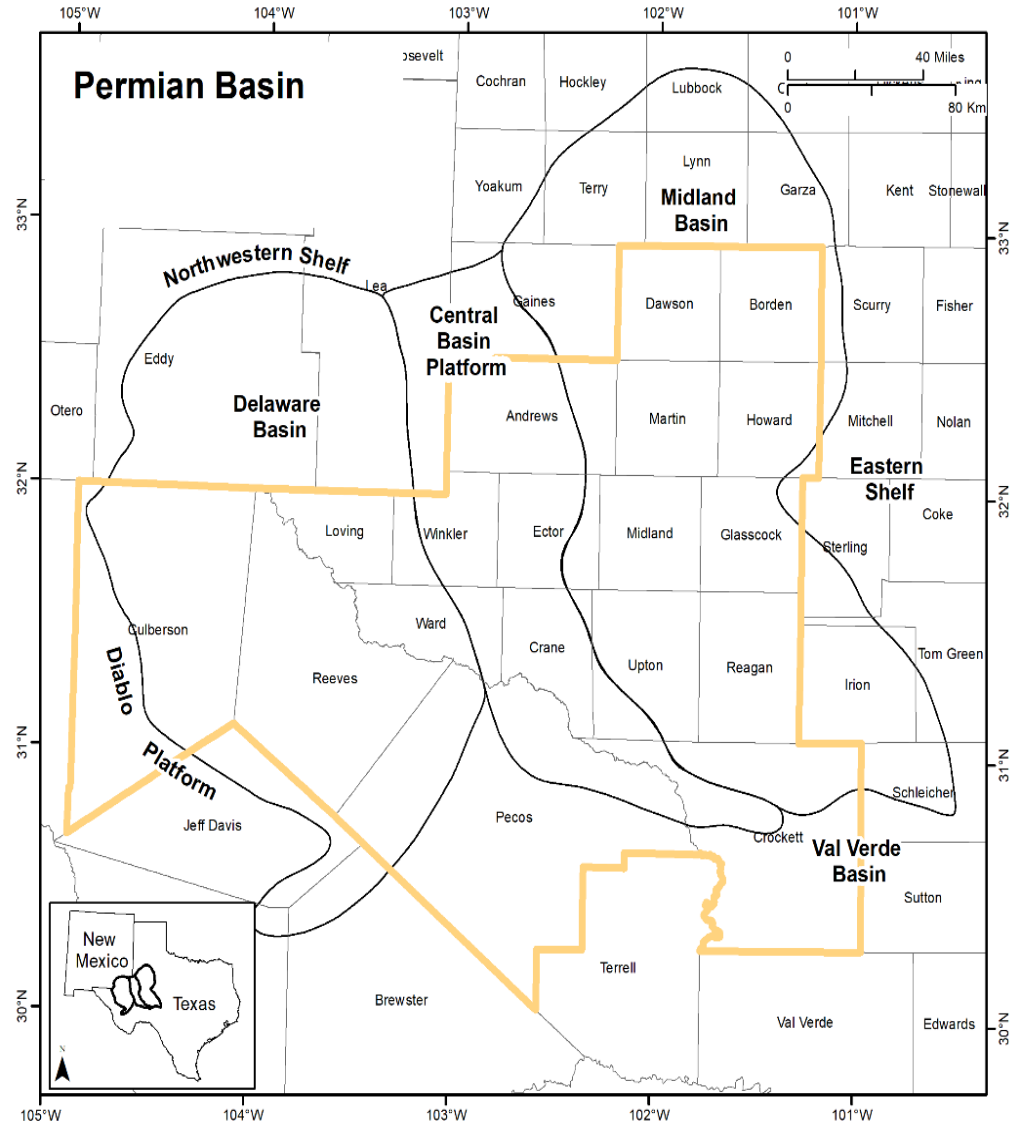 105°W 104°W 103°W 102°W 101°W
Permian Basin
0 40 Miles
0 80 Km
Cochran Hockley Lubbock
Lynn
Yoakum Terry Garza Kent Stonewall
Midland
Basin
33°N
33°N
Northwestern Shelf
Lea
Gaines Dawson Borden Scurry Fisher
Central
Basin
Platform
Eddy
Delaware
Basin
Otero Andrews Martin Howard Mitchell Nolan
32°N
32°N
Eastern
Shelf
Coke
Loving Winkler Ector Midland Glasscock Sterling
Culberson Ward Crane
Diablo
Platform
Reeves Upton Reagan Irion Tom Green
31°N
31°N
Jeff Davis Pecos Crockett Schleicher
Val Verde
Basin
Sutton
New
Mexico
Texas
N
Terrell
Brewster Val Verde Edwards
30°N
30°N
105°W 104°W 103°W 102°W 101°W